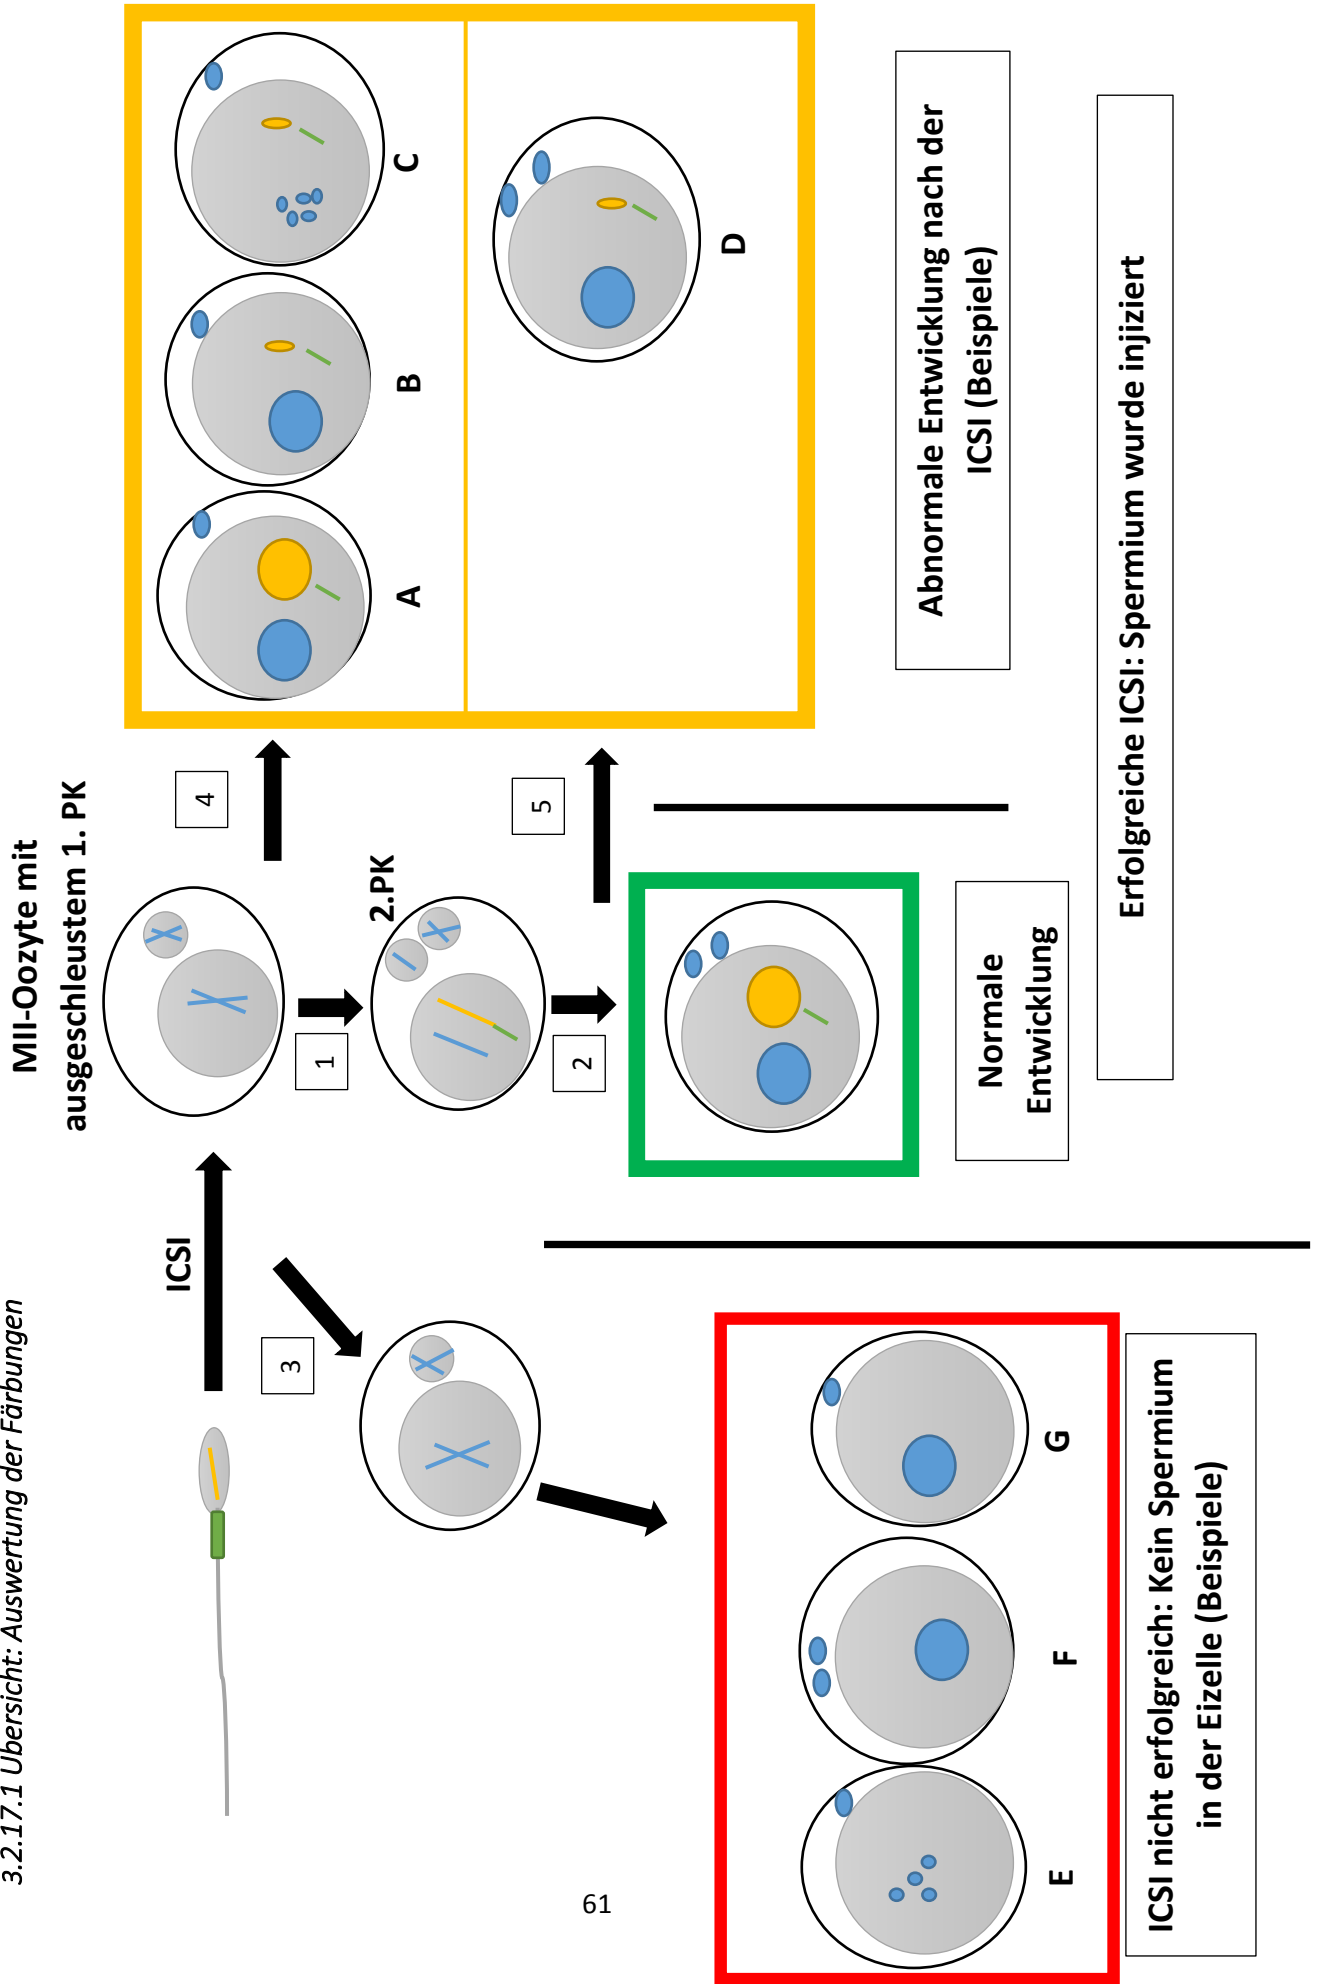 3.2.17.1 Übersicht: Auswertung der Färbungen
MII-Oozyte mit
ausgeschleustem 1. PK
ICSI
1
2.PK
2
3
4
5
A
B
C
D
E
F
G
Normale
Entwicklung
Abnormale Entwicklung nach der
ICSI (Beispiele)
ICSI nicht erfolgreich: Kein Spermium
in der Eizelle (Beispiele)
Erfolgreiche ICSI: Spermium wurde injiziert
61